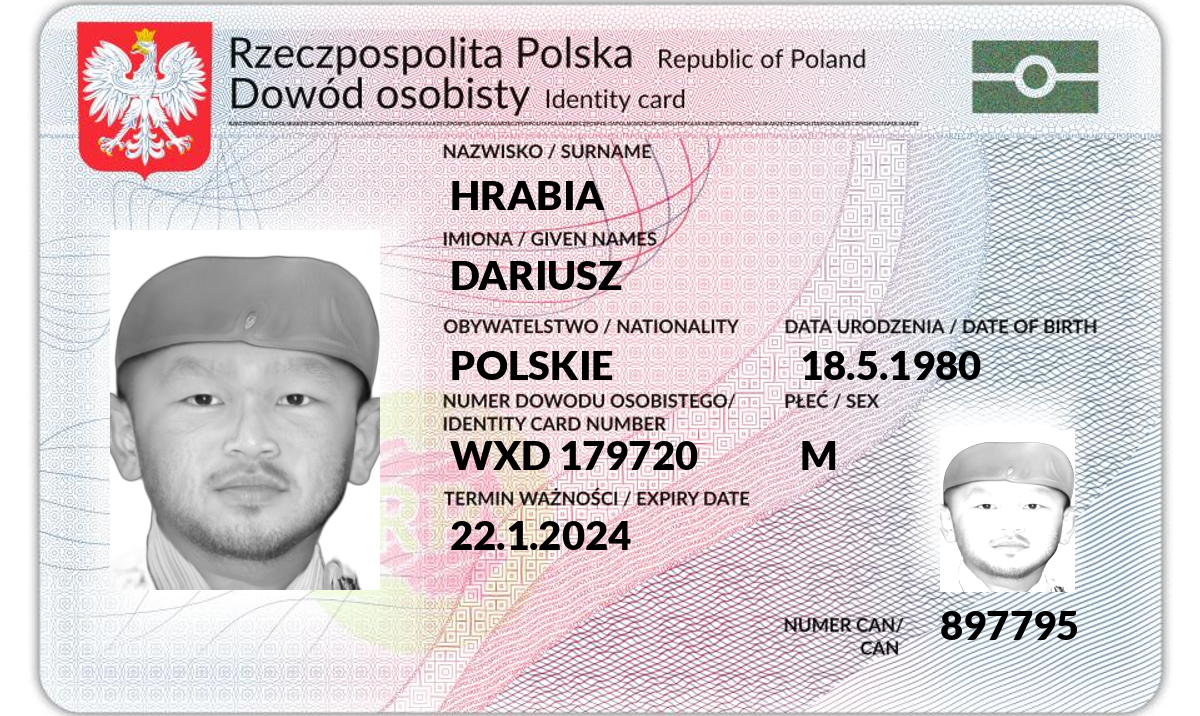 Rzeczpospolita Polska Republic of Poland
Dowód osobisty Identity card
NAZWISKO / SURNAME
HRABIA
IMIONA / GIVEN NAMES
DARIUSZ
OBYWATELSTWO / NATIONALITY DATA URODZENIA / DATE OF BIRTH
POLSKIE 18.5.1980
NUMER DOWODU OSOBISTEGO/ PŁEĆ / SEX
IDENTITY CARD NUMBER
WXD 179720 M
TERMIN WAŻNOŚCI / EXPIRY DATE
22.1.2024
NUMER CAN/ 897795
CAN